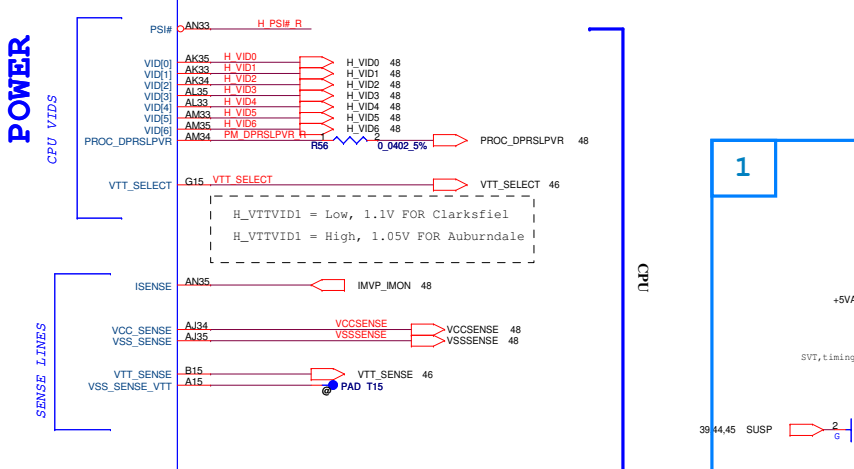 POWER
CPU VIDS
PSI# AN33 H_PSI#_R
VID[0] AK35 H_VID0 H_VID0 48
VID[1] AK33 H_VID1 H_VID1 48
VID[2] AK34 H_VID2 H_VID2 48
VID[3] AL35 H_VID3 H_VID3 48
VID[4] AL33 H_VID4 H_VID4 48
VID[5] AM33 H_VID5 H_VID5 48
VID[6] AM35 H_VID6 H_VID6 48
PROC_DPRSLPVR AM34 PM_DPRSLPVR_R 1 2 PROC_DPRSLPVR 48
R56 0_0402_5%
VTT_SELECT G15 VTT_SELECT VTT_SELECT 46
H_VTTVID1 = Low, 1.1V FOR Clarksfiel
H_VTTVID1 = High, 1.05V FOR Auburndale
SENSE LINES
ISENSE AN35 IMVP_IMON 48
VCC_SENSE AJ34 VCCSENSE VCCSENSE 48
VSS_SENSE AJ35 VSSSENSE VSSSENSE 48
VTT_SENSE B15 VTT_SENSE 46
VSS_SENSE_VTT A15 @ PAD T15
CPU
1
+5VA
SVT,timing
39,44,45 SUSP 2
G